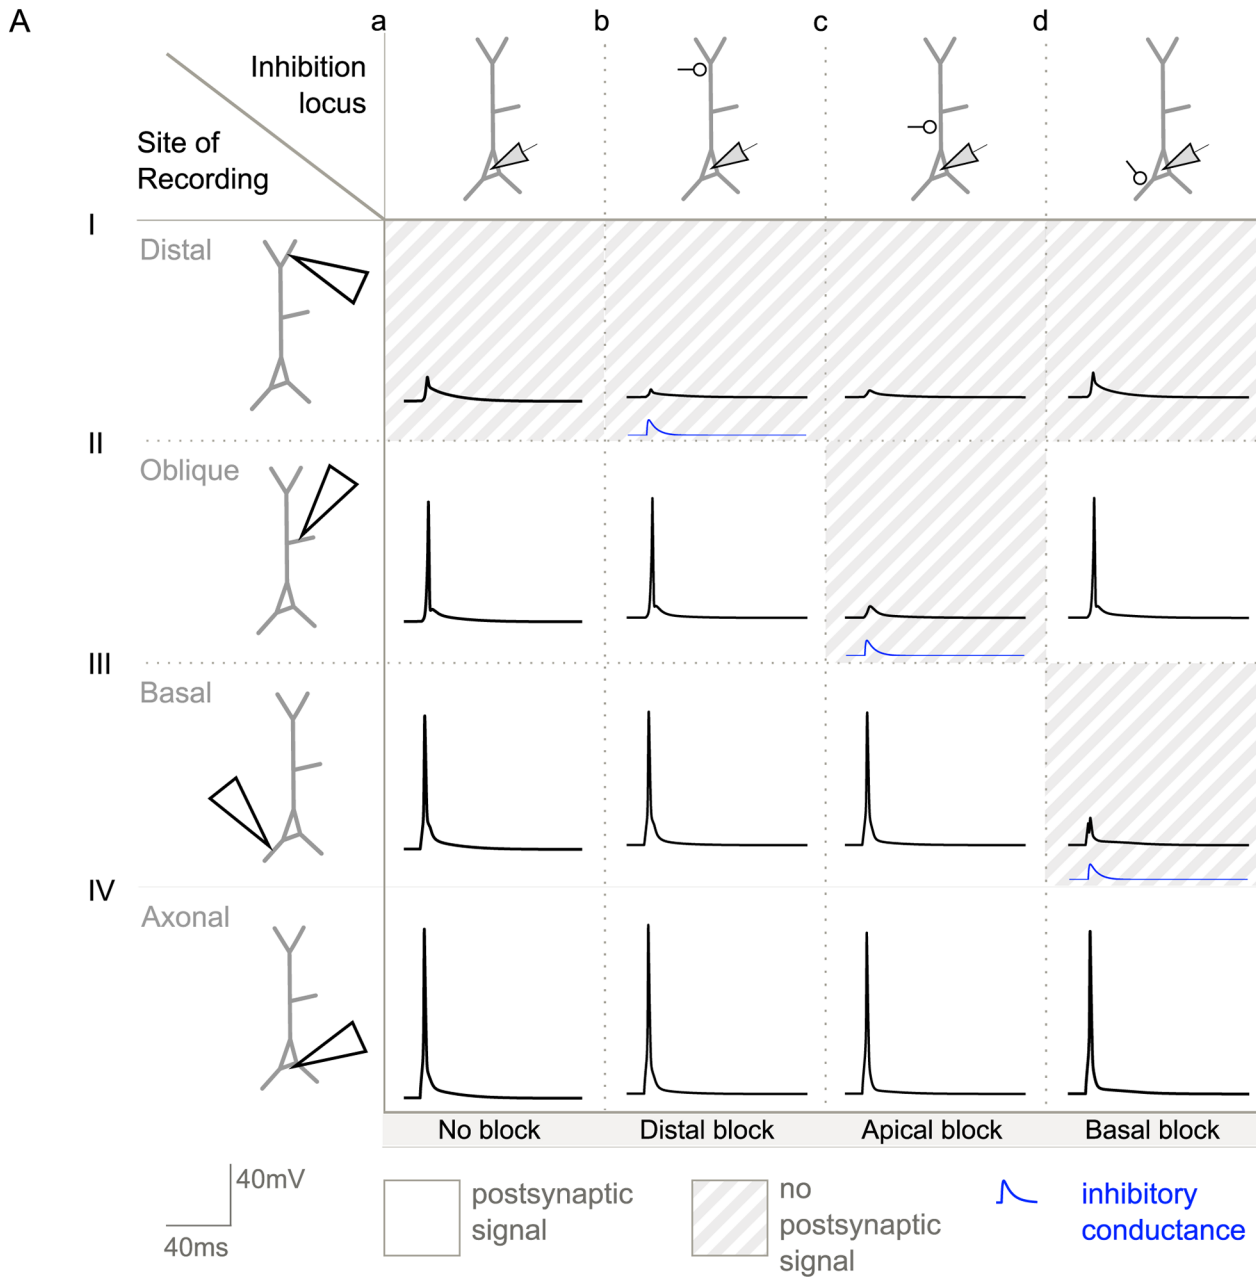 A
a
b
c
d
Inhibition
locus
Site of
Recording
I
Distal
II
Oblique
III
Basal
IV
Axonal
No block
Distal block
Apical block
Basal block
40mV
40ms
postsynaptic
signal
no
postsynaptic
signal
inhibitory
conductance